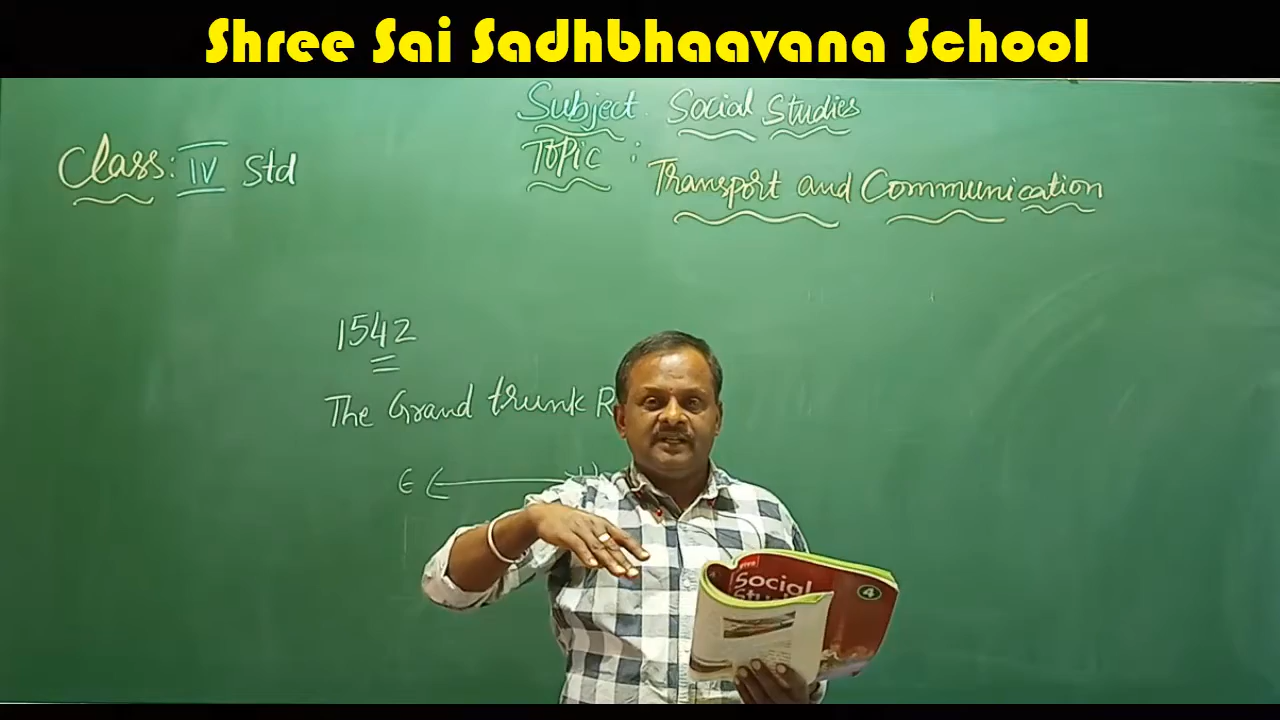 Shree Sai Sadhbhaavana School
Subject. Social Studies
Class: IV Std
Topic :
Transport and Communication
1542
The Grand trunk R
E
Social
4